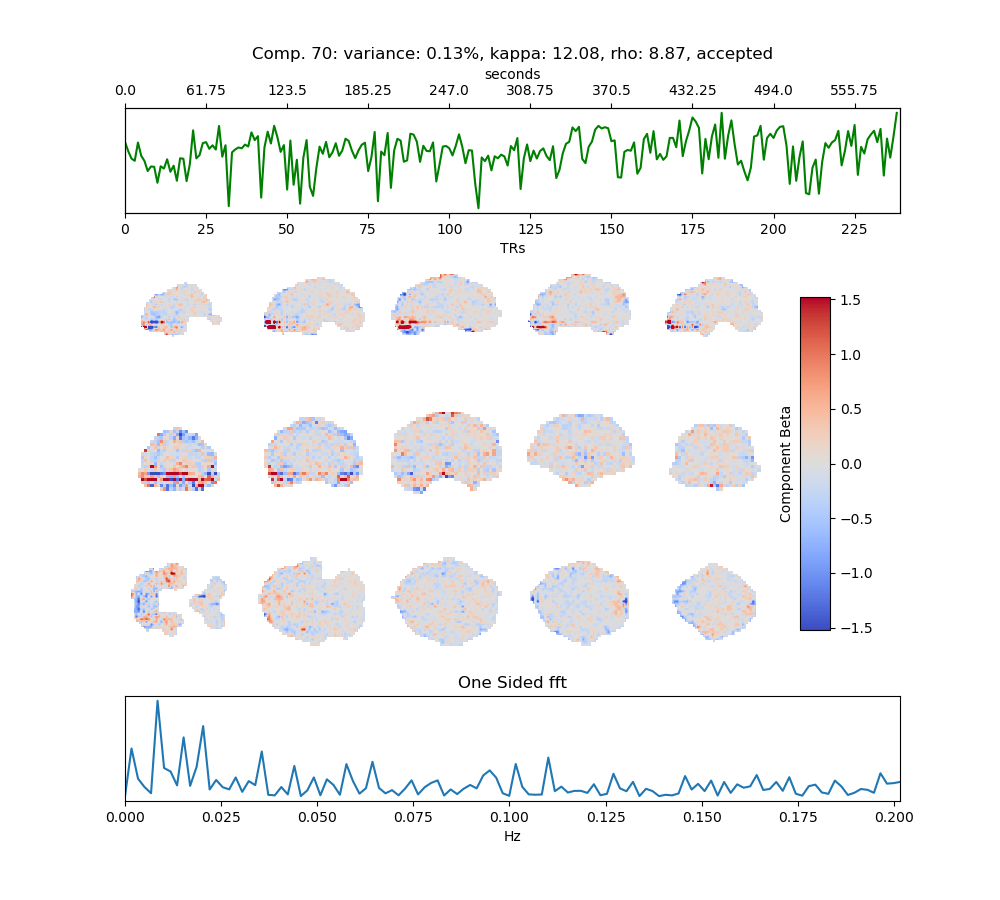 Comp. 70: variance: 0.13%, kappa: 12.08, rho: 8.87, accepted
seconds
0.0 61.75 123.5 185.25 247.0 308.75 370.5 432.25 494.0 555.75
0 25 50 75 100 125 150 175 200 225
TRs
1.5
1.0
0.5
0.0
−0.5
−1.0
−1.5
Component Beta
One Sided fft
0.000 0.025 0.050 0.075 0.100 0.125 0.150 0.175 0.200
Hz